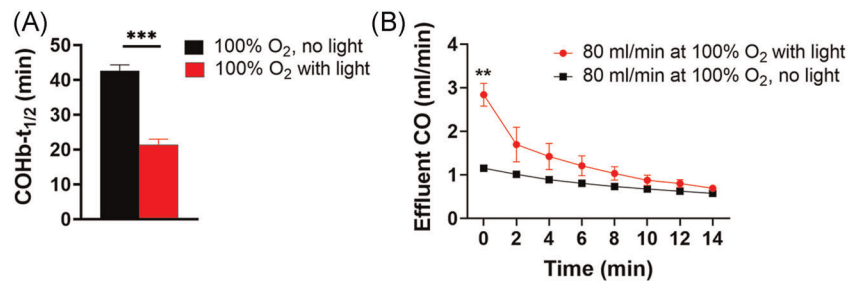 (A)
***
100% O₂, no light
100% O₂ with light
COHb-t₁/₂ (min)
50
40
30
20
10
0
(B)
80 ml/min at 100% O₂ with light
80 ml/min at 100% O₂, no light
**
Effluent CO (ml/min)
4
3
2
1
0
0 2 4 6 8 10 12 14
Time (min)